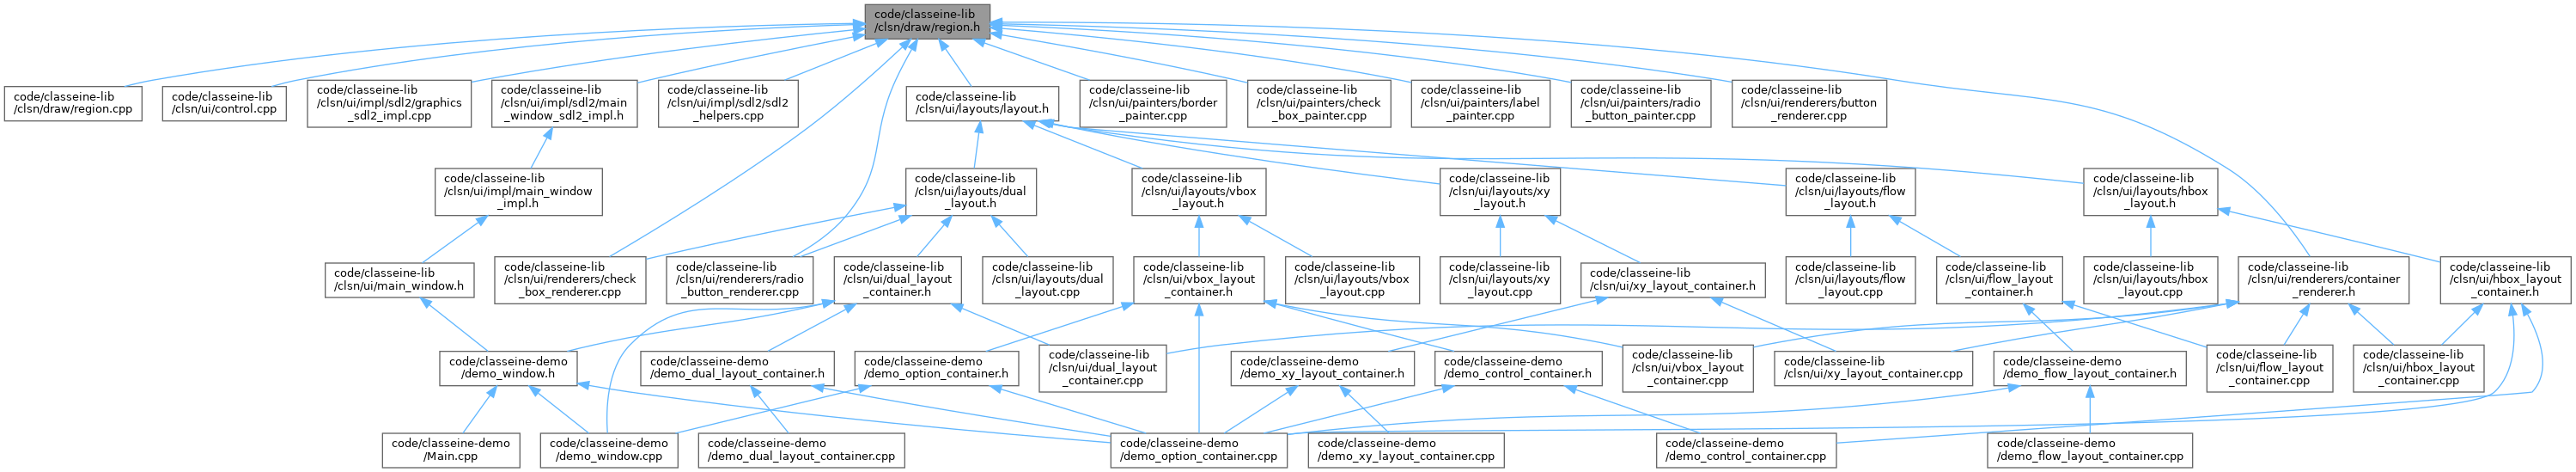 code/classeine-lib
/clsn/draw/region.h
code/classeine-lib
/clsn/draw/region.cpp
code/classeine-lib
/clsn/ui/control.cpp
code/classeine-lib
/clsn/ui/impl/sdl2/graphics
_sdl2_impl.cpp
code/classeine-lib
/clsn/ui/impl/sdl2/main
_window_sdl2_impl.h
code/classeine-lib
/clsn/ui/impl/sdl2/sdl2
_helpers.cpp
code/classeine-lib
/clsn/ui/layouts/layout.h
code/classeine-lib
/clsn/ui/painters/border
_painter.cpp
code/classeine-lib
/clsn/ui/painters/check
_box_painter.cpp
code/classeine-lib
/clsn/ui/painters/label
_painter.cpp
code/classeine-lib
/clsn/ui/painters/radio
_button_painter.cpp
code/classeine-lib
/clsn/ui/renderers/button
_renderer.cpp
code/classeine-lib
/clsn/ui/impl/main_window
_impl.h
code/classeine-lib
/clsn/ui/layouts/dual
_layout.h
code/classeine-lib
/clsn/ui/layouts/vbox
_layout.h
code/classeine-lib
/clsn/ui/layouts/xy
_layout.h
code/classeine-lib
/clsn/ui/layouts/flow
_layout.h
code/classeine-lib
/clsn/ui/layouts/hbox
_layout.h
code/classeine-lib
/clsn/ui/main_window.h
code/classeine-lib
/clsn/ui/renderers/check
_box_renderer.cpp
code/classeine-lib
/clsn/ui/renderers/radio
_button_renderer.cpp
code/classeine-lib
/clsn/ui/dual_layout
_container.h
code/classeine-lib
/clsn/ui/layouts/dual
_layout.cpp
code/classeine-lib
/clsn/ui/vbox_layout
_container.h
code/classeine-lib
/clsn/ui/layouts/vbox
_layout.cpp
code/classeine-lib
/clsn/ui/layouts/xy
_layout.cpp
code/classeine-lib
/clsn/ui/xy_layout_container.h
code/classeine-lib
/clsn/ui/layouts/flow
_layout.cpp
code/classeine-lib
/clsn/ui/flow_layout
_container.h
code/classeine-lib
/clsn/ui/layouts/hbox
_layout.cpp
code/classeine-lib
/clsn/ui/renderers/container
_renderer.h
code/classeine-lib
/clsn/ui/hbox_layout
_container.h
code/classeine-demo
/demo_window.h
code/classeine-demo
/demo_dual_layout_container.h
code/classeine-demo
/demo_option_container.h
code/classeine-lib
/clsn/ui/dual_layout
_container.cpp
code/classeine-demo
/demo_xy_layout_container.h
code/classeine-demo
/demo_control_container.h
code/classeine-lib
/clsn/ui/vbox_layout
_container.cpp
code/classeine-lib
/clsn/ui/xy_layout_container.cpp
code/classeine-demo
/demo_flow_layout_container.h
code/classeine-lib
/clsn/ui/flow_layout
_container.cpp
code/classeine-lib
/clsn/ui/hbox_layout
_container.cpp
code/classeine-demo
/Main.cpp
code/classeine-demo
/demo_window.cpp
code/classeine-demo
/demo_dual_layout_container.cpp
code/classeine-demo
/demo_option_container.cpp
code/classeine-demo
/demo_xy_layout_container.cpp
code/classeine-demo
/demo_control_container.cpp
code/classeine-demo
/demo_flow_layout_container.cpp